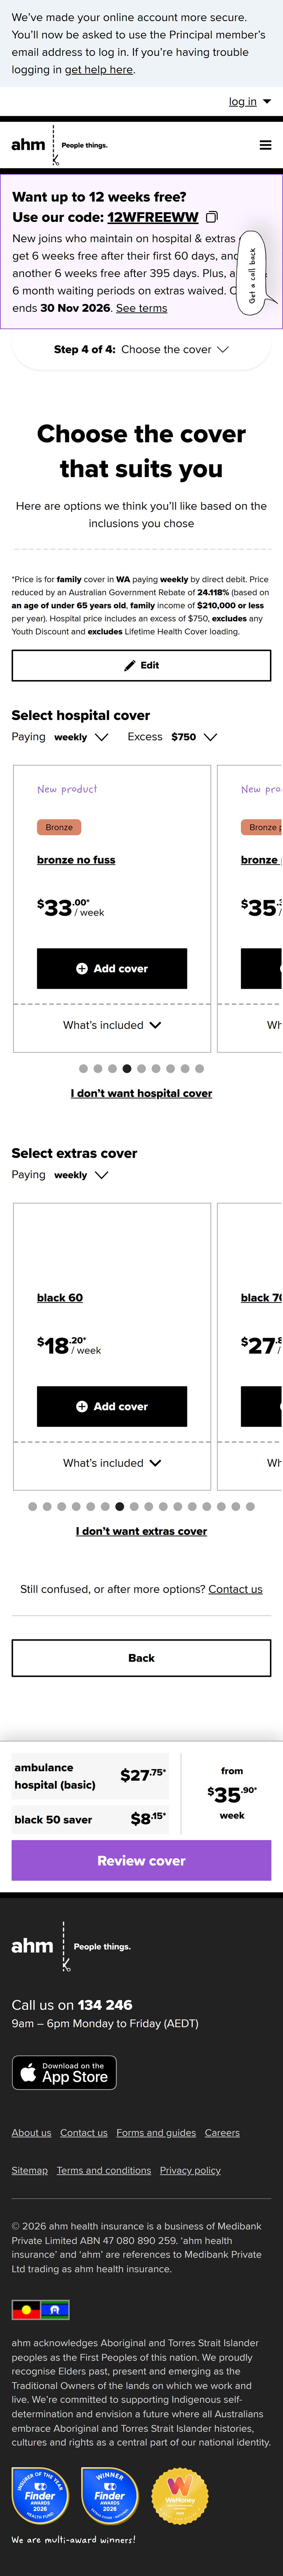 We've made your online account more secure.
You'll now be asked to use the Principal member's
email address to log in. If you're having trouble
logging in get help here.
log in
ahm People things.
Want up to 12 weeks free?
Use our code: 12WFREEWW
New joins who maintain on hospital & extras
get 6 weeks free after their first 60 days, and
another 6 weeks free after 395 days. Plus,
6 month waiting periods on extras waived.
ends 30 Nov 2026. See terms
Get a call back
Step 4 of 4: Choose the cover
Choose the cover
that suits you
Here are options we think you'll like based on the
inclusions you chose
*Price is for family cover in WA paying weekly by direct debit. Price
reduced by an Australian Government Rebate of 24.118% (based on
an age of under 65 years old, family income of $210,000 or less
per year). Hospital price includes an excess of $750, excludes any
Youth Discount and excludes Lifetime Health Cover loading.
Edit
Select hospital cover
Paying weekly Excess $750
New product New pro
Bronze Bronze p
bronze no fuss bronze
$33.00* / week $35.
Add cover
What's included Wh
I don't want hospital cover
Select extras cover
Paying weekly
black 60 black 70
$18.20* / week $27.8
Add cover
What's included Wh
I don't want extras cover
Still confused, or after more options? Contact us
Back
ambulance
hospital (basic) $27.75*
black 50 saver $8.15*
from
$35.90*
week
Review cover
ahm People things.
Call us on 134 246
9am – 6pm Monday to Friday (AEDT)
Download on the
App Store
About us Contact us Forms and guides Careers
Sitemap Terms and conditions Privacy policy
© 2026 ahm health insurance is a business of Medibank
Private Limited ABN 47 080 890 259. 'ahm health
insurance' and 'ahm' are references to Medibank Private
Ltd trading as ahm health insurance.
ahm acknowledges Aboriginal and Torres Strait Islander
peoples as the First Peoples of this nation. We proudly
recognise Elders past, present and emerging as the
Traditional Owners of the lands on which we work and
live. We're committed to supporting Indigenous self-
determination and envision a future where all Australians
embrace Aboriginal and Torres Strait Islander histories,
cultures and rights as a central part of our national identity.
INSURER OF THE YEAR
Finder
AWARDS
2026
HEALTH FUND
WINNER
Finder
AWARDS
2026
WeMoney
We are multi-award winners!